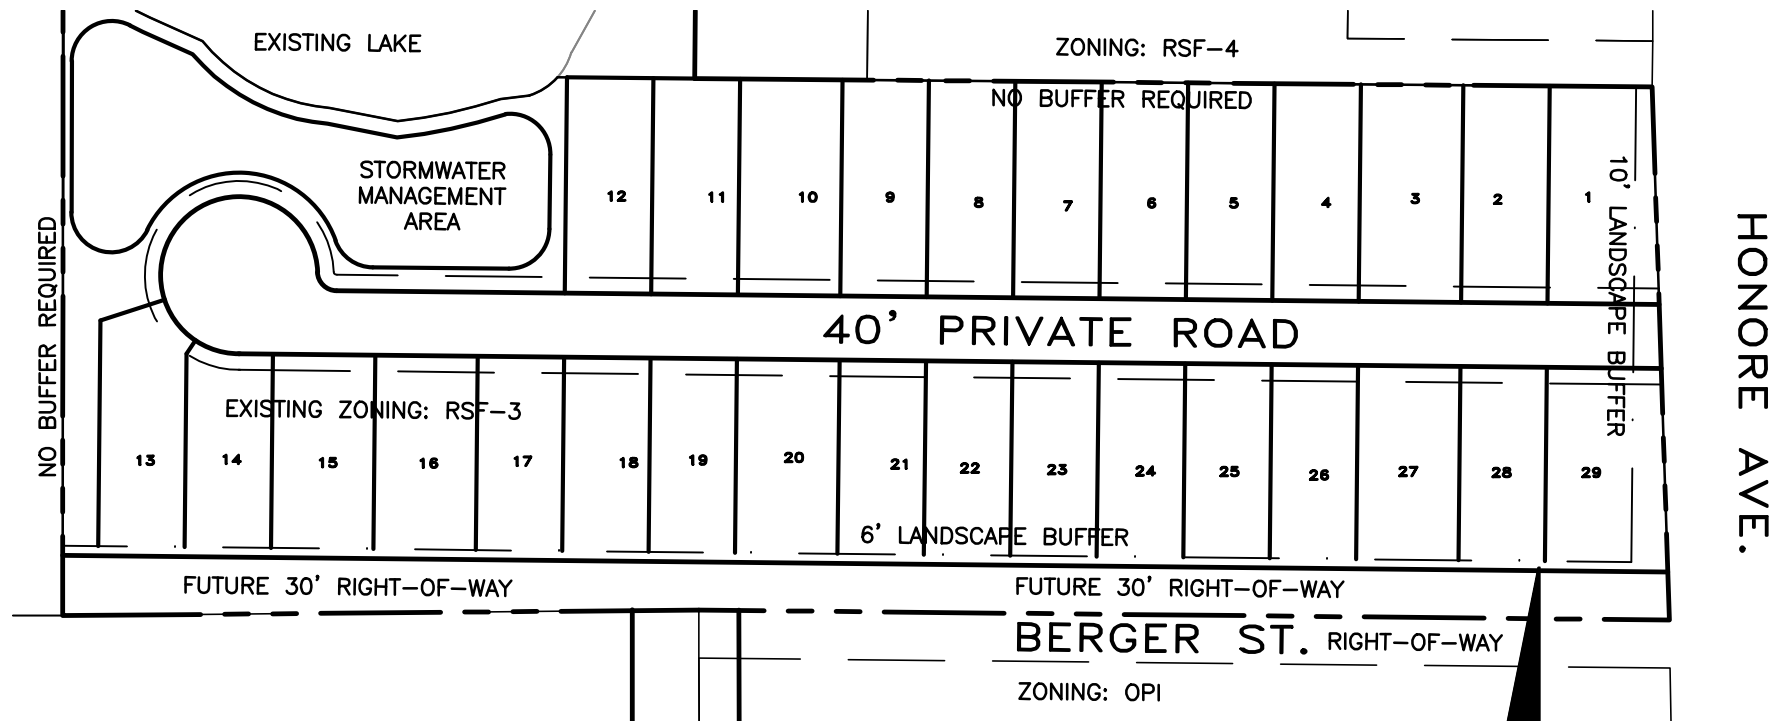 EXISTING LAKE
ZONING: RSF-4
NO BUFFER REQUIRED
STORMWATER
MANAGEMENT
AREA
12 11 10 9 8 7 6 5 4 3 2 1
10' LANDSCAPE BUFFER
HONORE AVE.
NO BUFFER REQUIRED
40' PRIVATE ROAD
EXISTING ZONING: RSF-3
13 14 15 16 17 18 19 20 21 22 23 24 25 26 27 28 29
6' LANDSCAPE BUFFER
FUTURE 30' RIGHT-OF-WAY
FUTURE 30' RIGHT-OF-WAY
BERGER ST. RIGHT-OF-WAY
ZONING: OPI